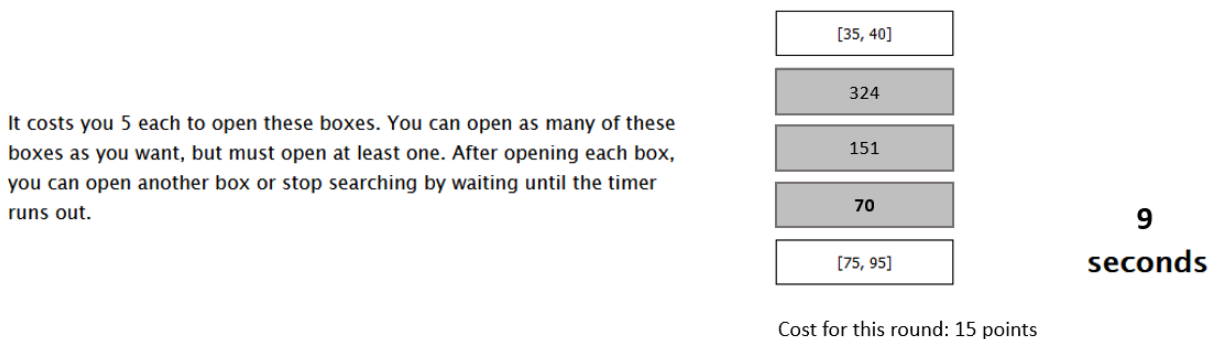 [35, 40]
324
It costs you 5 each to open these boxes. You can open as many of these
boxes as you want, but must open at least one. After opening each box,
you can open another box or stop searching by waiting until the timer
runs out.
151
70
9
seconds
[75, 95]
Cost for this round: 15 points